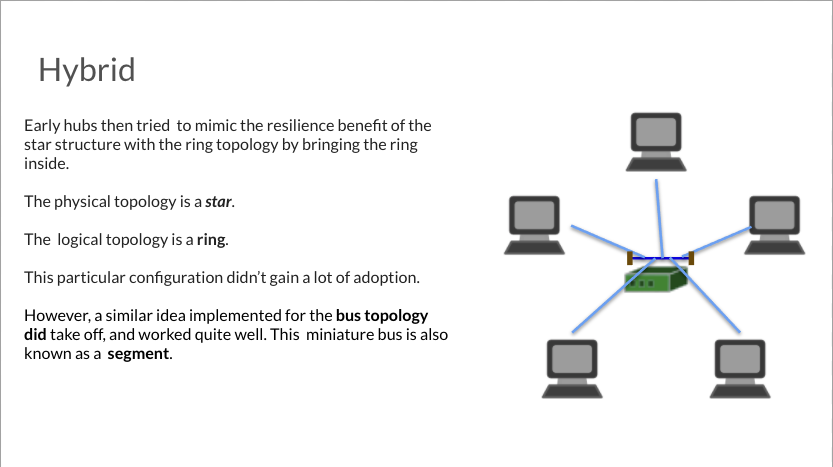 Hybrid
Early hubs then tried  to mimic the resilience benefit of the
star structure with the ring topology by bringing the ring
inside.
The physical topology is a star.
The  logical topology is a ring.
This particular configuration didn’t gain a lot of adoption.
However, a similar idea implemented for the bus topology
did take off, and worked quite well. This  miniature bus is also
known as a  segment.